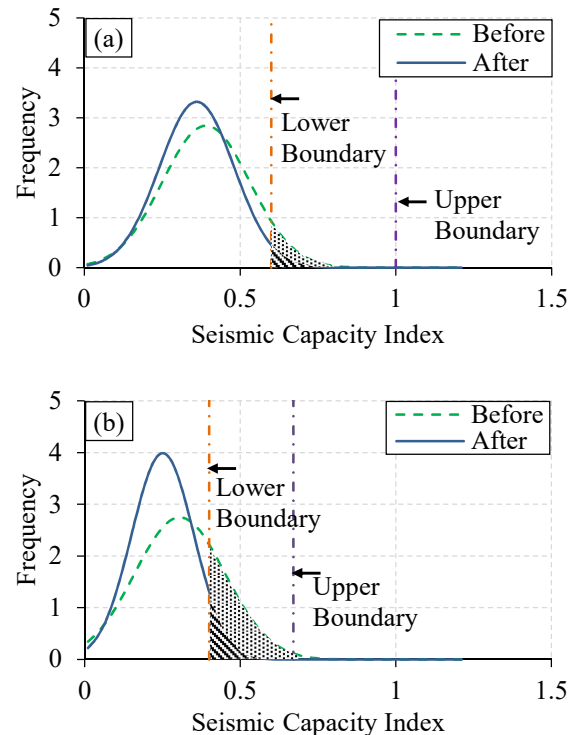 (a)
Before
After
Lower
Boundary
Upper
Boundary
Frequency
5
4
3
2
1
0
0
0.5
1
1.5
Seismic Capacity Index
(b)
Before
After
Lower
Boundary
Upper
Boundary
Frequency
5
4
3
2
1
0
0
0.5
1
1.5
Seismic Capacity Index